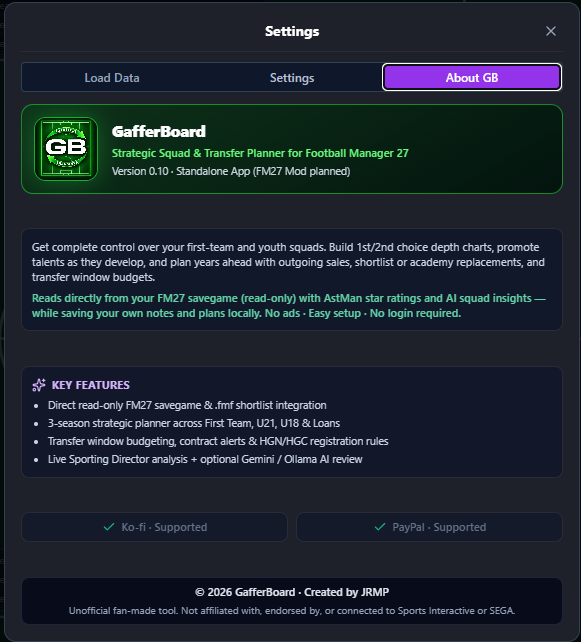 Settings
Load Data
Settings
About GB
GB
GafferBoard
Strategic Squad & Transfer Planner for Football Manager 27
Version 0.10 · Standalone App (FM27 Mod planned)
Get complete control over your first-team and youth squads. Build 1st/2nd choice depth charts, promote
talents as they develop, and plan years ahead with outgoing sales, shortlist or academy replacements, and
transfer window budgets.
Reads directly from your FM27 savegame (read-only) with AstMan star ratings and AI squad insights —
while saving your own notes and plans locally. No ads · Easy setup · No login required.
KEY FEATURES
• Direct read-only FM27 savegame & .fmf shortlist integration
• 3-season strategic planner across First Team, U21, U18 & Loans
• Transfer window budgeting, contract alerts & HGN/HGC registration rules
• Live Sporting Director analysis + optional Gemini / Ollama AI review
Ko-fi · Supported
PayPal · Supported
© 2026 GafferBoard · Created by JRMP
Unofficial fan-made tool. Not affiliated with, endorsed by, or connected to Sports Interactive or SEGA.